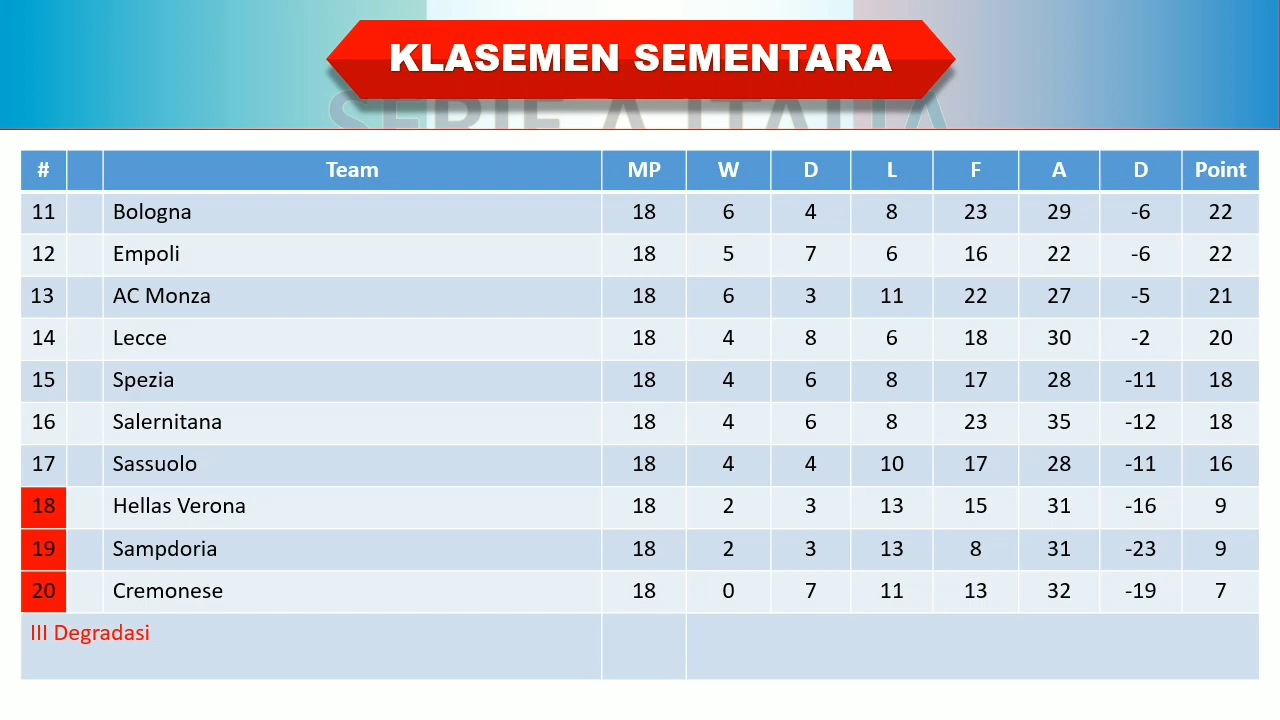 KLASEMEN SEMENTARA
SERIE A ITALIA
# Team MP W D L F A D Point
11 Bologna 18 6 4 8 23 29 -6 22
12 Empoli 18 5 7 6 16 22 -6 22
13 AC Monza 18 6 3 11 22 27 -5 21
14 Lecce 18 4 8 6 18 30 -2 20
15 Spezia 18 4 6 8 17 28 -11 18
16 Salernitana 18 4 6 8 23 35 -12 18
17 Sassuolo 18 4 4 10 17 28 -11 16
18 Hellas Verona 18 2 3 13 15 31 -16 9
19 Sampdoria 18 2 3 13 8 31 -23 9
20 Cremonese 18 0 7 11 13 32 -19 7
III Degradasi